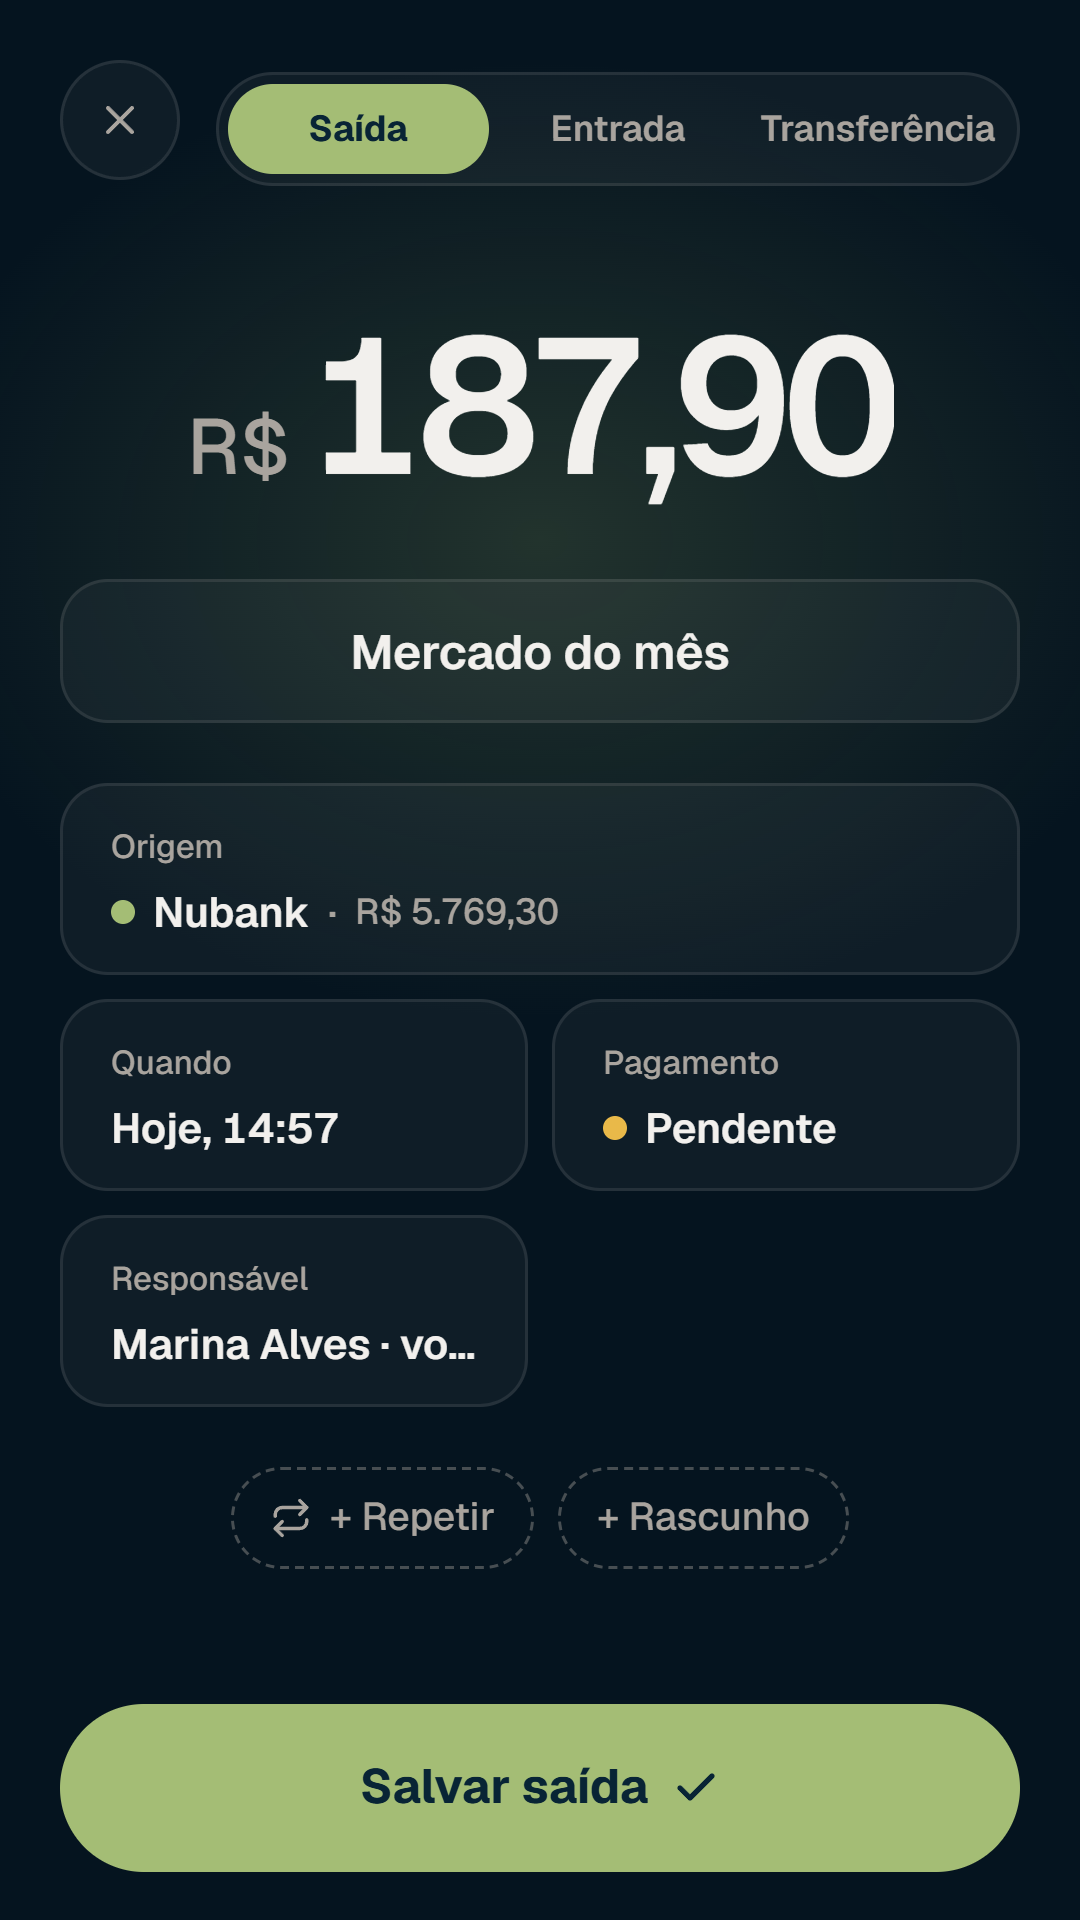 Saída Entrada Transferência
R$ 187,90
Mercado do mês
Origem
Nubank · R$ 5.769,30
Quando
Hoje, 14:57
Pagamento
Pendente
Responsável
Marina Alves · vo...
+ Repetir
+ Rascunho
Salvar saída